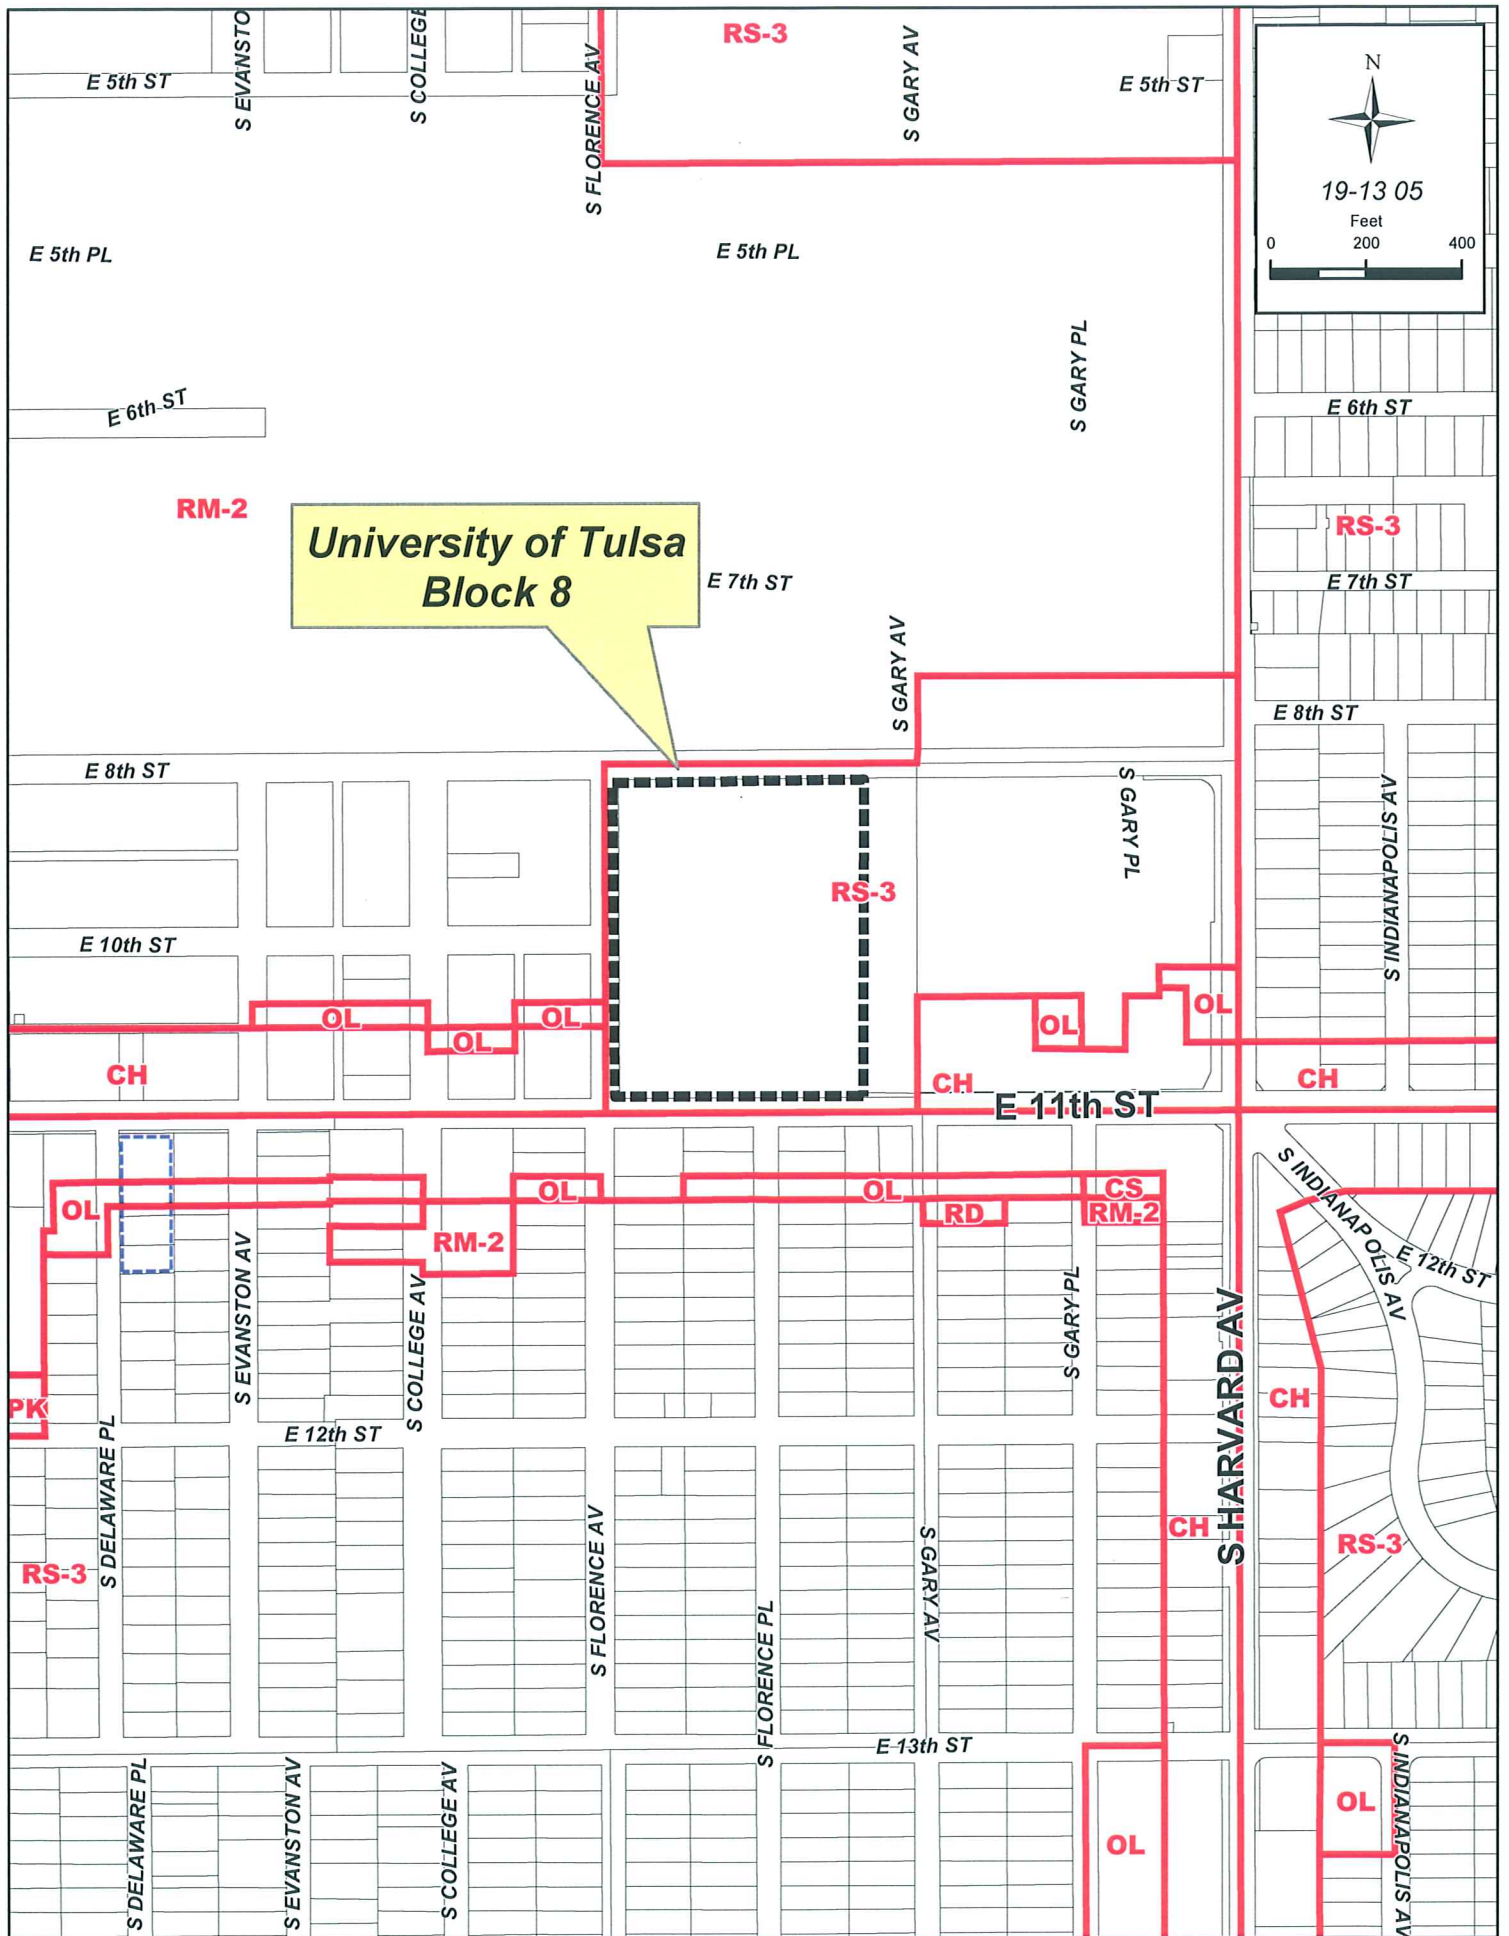 S EVANSTO
S COLLEGE
S FLORENCE AV
RS-3
S GARY AV
E 5th ST
E 5th ST
N
19-13 05
Feet
0 200 400
E 5th PL
E 5th PL
S GARY PL
E 6th ST
E 6th ST
RM-2
University of Tulsa
Block 8
E 7th ST
RS-3
E 7th ST
S GARY AV
E 8th ST
E 8th ST
S GARY PL
S INDIANAPOLIS AV
RS-3
E 10th ST
OL
OL
OL
OL
OL
CH
CH
CH
E 11th ST
S INDIANAPOLIS AV
E 12th ST
OL
OL
OL
CS
RD
RM-2
RM-2
S EVANSTON AV
S COLLEGE AV
S GARY PL
S HARVARD AV
CH
PK
S DELAWARE PL
E 12th ST
S FLORENCE AV
S GARY AV
CH
RS-3
RS-3
S FLORENCE PL
E 13th ST
S DELAWARE PL
S EVANSTON AV
S COLLEGE AV
OL
OL
S INDIANAPOLIS AV